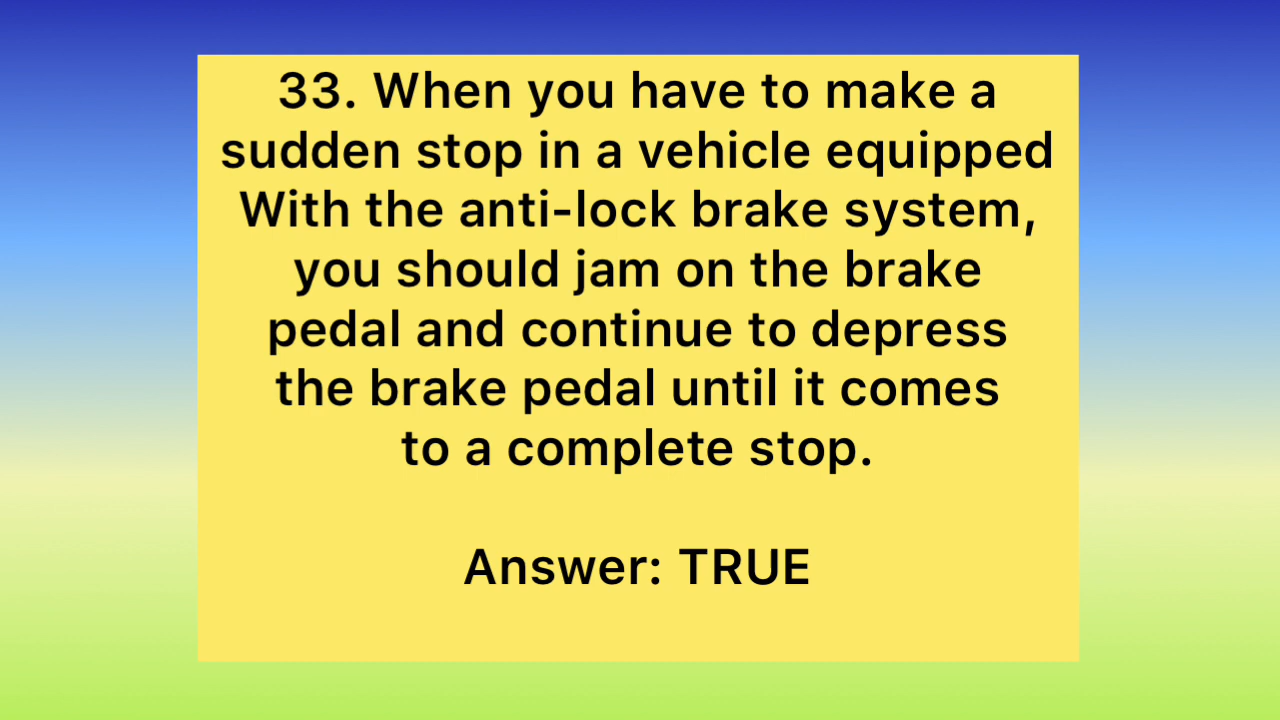 33. When you have to make a
sudden stop in a vehicle equipped
With the anti-lock brake system,
you should jam on the brake
pedal and continue to depress
the brake pedal until it comes
to a complete stop.
Answer: TRUE